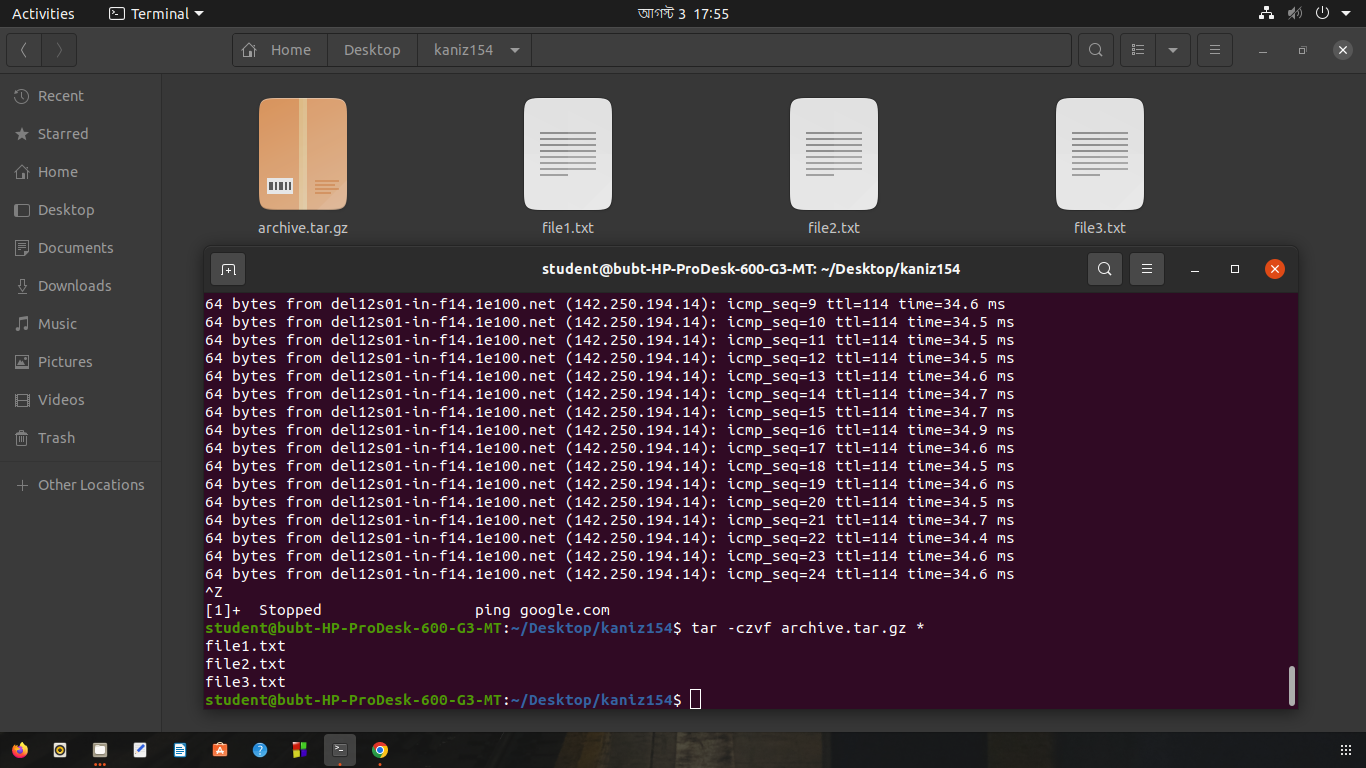 Activities
Terminal
আগস্ট 3 17:55
Home
Desktop
kaniz154
Recent
Starred
Home
Desktop
Documents
Downloads
Music
Pictures
Videos
Trash
Other Locations
archive.tar.gz
file1.txt
file2.txt
file3.txt
student@bubt-HP-ProDesk-600-G3-MT: ~/Desktop/kaniz154
64 bytes from del12s01-in-f14.1e100.net (142.250.194.14): icmp_seq=9 ttl=114 time=34.6 ms
64 bytes from del12s01-in-f14.1e100.net (142.250.194.14): icmp_seq=10 ttl=114 time=34.5 ms
64 bytes from del12s01-in-f14.1e100.net (142.250.194.14): icmp_seq=11 ttl=114 time=34.5 ms
64 bytes from del12s01-in-f14.1e100.net (142.250.194.14): icmp_seq=12 ttl=114 time=34.5 ms
64 bytes from del12s01-in-f14.1e100.net (142.250.194.14): icmp_seq=13 ttl=114 time=34.6 ms
64 bytes from del12s01-in-f14.1e100.net (142.250.194.14): icmp_seq=14 ttl=114 time=34.7 ms
64 bytes from del12s01-in-f14.1e100.net (142.250.194.14): icmp_seq=15 ttl=114 time=34.7 ms
64 bytes from del12s01-in-f14.1e100.net (142.250.194.14): icmp_seq=16 ttl=114 time=34.9 ms
64 bytes from del12s01-in-f14.1e100.net (142.250.194.14): icmp_seq=17 ttl=114 time=34.6 ms
64 bytes from del12s01-in-f14.1e100.net (142.250.194.14): icmp_seq=18 ttl=114 time=34.5 ms
64 bytes from del12s01-in-f14.1e100.net (142.250.194.14): icmp_seq=19 ttl=114 time=34.6 ms
64 bytes from del12s01-in-f14.1e100.net (142.250.194.14): icmp_seq=20 ttl=114 time=34.5 ms
64 bytes from del12s01-in-f14.1e100.net (142.250.194.14): icmp_seq=21 ttl=114 time=34.7 ms
64 bytes from del12s01-in-f14.1e100.net (142.250.194.14): icmp_seq=22 ttl=114 time=34.4 ms
64 bytes from del12s01-in-f14.1e100.net (142.250.194.14): icmp_seq=23 ttl=114 time=34.6 ms
64 bytes from del12s01-in-f14.1e100.net (142.250.194.14): icmp_seq=24 ttl=114 time=34.6 ms
^Z
[1]+  Stopped                 ping google.com
student@bubt-HP-ProDesk-600-G3-MT:~/Desktop/kaniz154$ tar -czvf archive.tar.gz *
file1.txt
file2.txt
file3.txt
student@bubt-HP-ProDesk-600-G3-MT:~/Desktop/kaniz154$